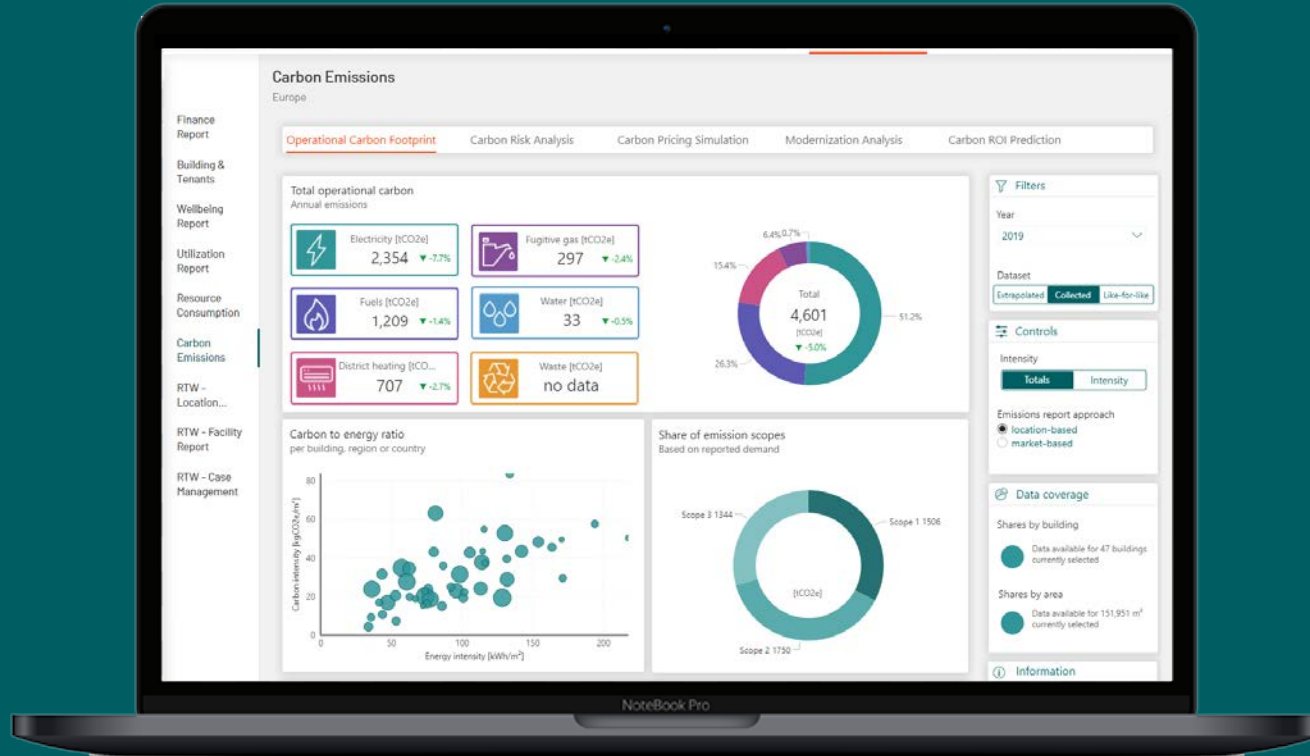 Carbon Emissions
Europe
Finance
Report
Building &
Tenants
Wellbeing
Report
Utilization
Report
Resource
Consumption
Carbon
Emissions
RTW -
Location...
RTW - Facility
Report
RTW - Case
Management
Operational Carbon Footprint
Carbon Risk Analysis
Carbon Pricing Simulation
Modernization Analysis
Carbon ROI Prediction
Total operational carbon
Annual emissions
Electricity [tCO2e]
2,354 ▼ -7.7%
Fugitive gas [tCO2e]
297 ▼ -2.4%
Fuels [tCO2e]
1,209 ▼ -1.4%
Water [tCO2e]
33 ▼ -0.5%
District heating [tCO...
707 ▼ -2.7%
Waste [tCO2e]
no data
6.4% 0.7%
15.4%
26.3%
51.2%
Total
4,601
[tCO2e]
▼ -5.0%
Carbon to energy ratio
per building, region or country
Carbon intensity [kgCO2e/m²]
80
60
40
20
0
0 50 100 150 200
Energy intensity [kWh/m²]
Share of emission scopes
Based on reported demand
Scope 3 1344
Scope 1 1506
[tCO2e]
Scope 2 1750
Filters
Year
2019
Dataset
Extrapolated Collected Like-for-like
Controls
Intensity
Totals Intensity
Emissions report approach
location-based
market-based
Data coverage
Shares by building
Data available for 47 buildings
currently selected
Shares by area
Data available for 151,951 m²
currently selected
Information
NoteBook Pro